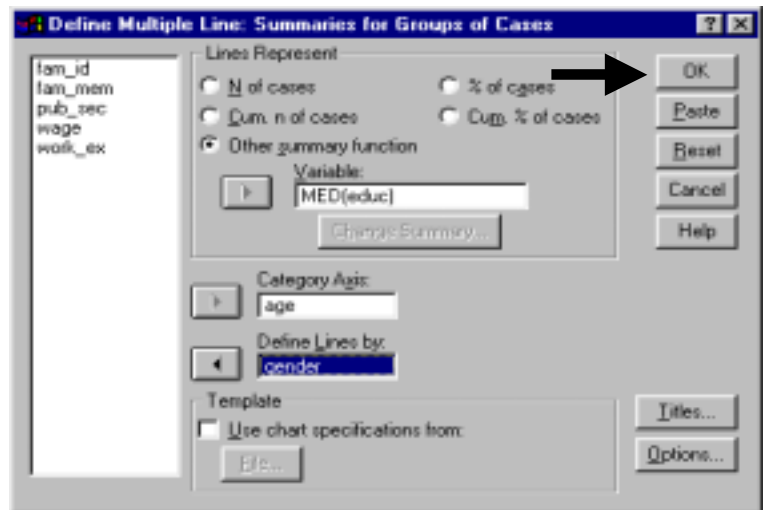 Define Multiple Line: Summaries for Groups of Cases
fam_id
fam_mem
pub_sec
wage
work_ex
Lines Represent
N of cases
% of cases
Cum. n of cases
Cum. % of cases
Other summary function
Variable:
MED(educ)
Change Summary...
Category Axis:
age
Define Lines by:
gender
Template
Use chart specifications from:
File...
OK
Paste
Reset
Cancel
Help
Titles...
Options...